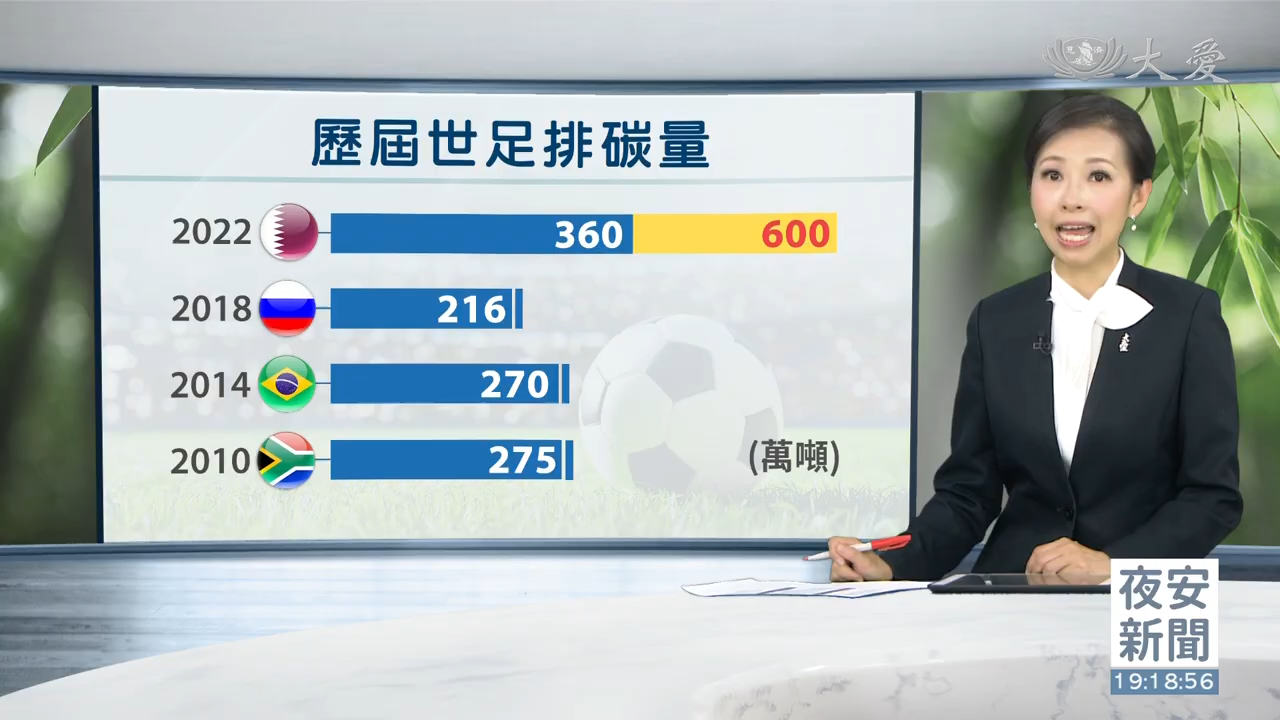 大愛
歷屆世足排碳量
2022 360 600
2018 216
2014 270
2010 275
(萬噸)
夜安
新聞
19:18:56